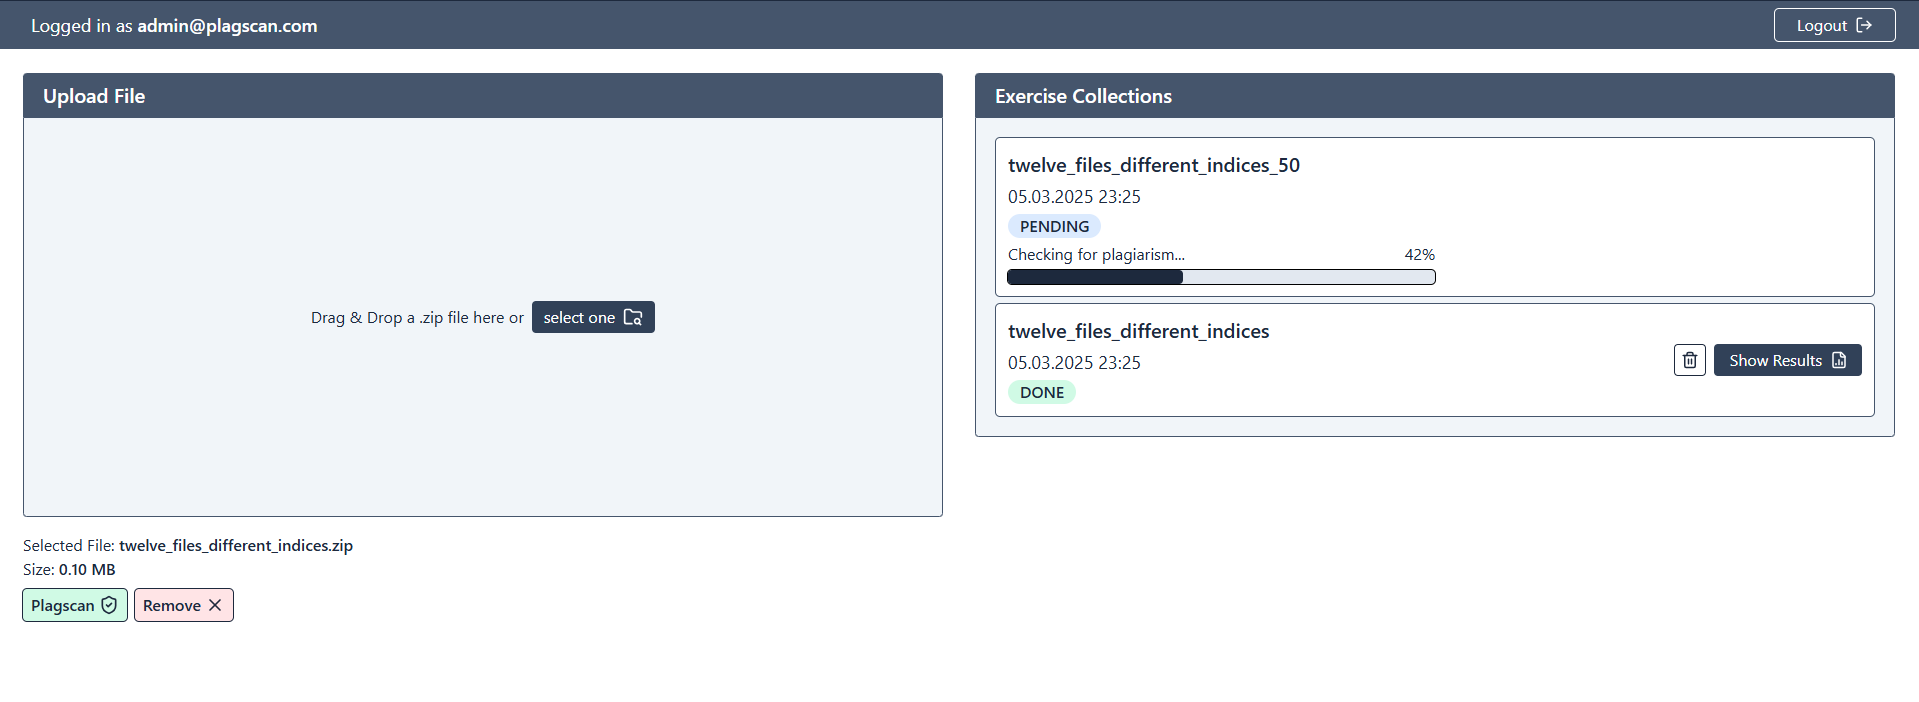 Logged in as admin@plagscan.com
Logout
Upload File
Drag & Drop a .zip file here or select one
Selected File: twelve_files_different_indices.zip
Size: 0.10 MB
Plagscan Remove
Exercise Collections
twelve_files_different_indices_50
05.03.2025 23:25
PENDING
Checking for plagiarism... 42%
twelve_files_different_indices
05.03.2025 23:25
DONE
Show Results